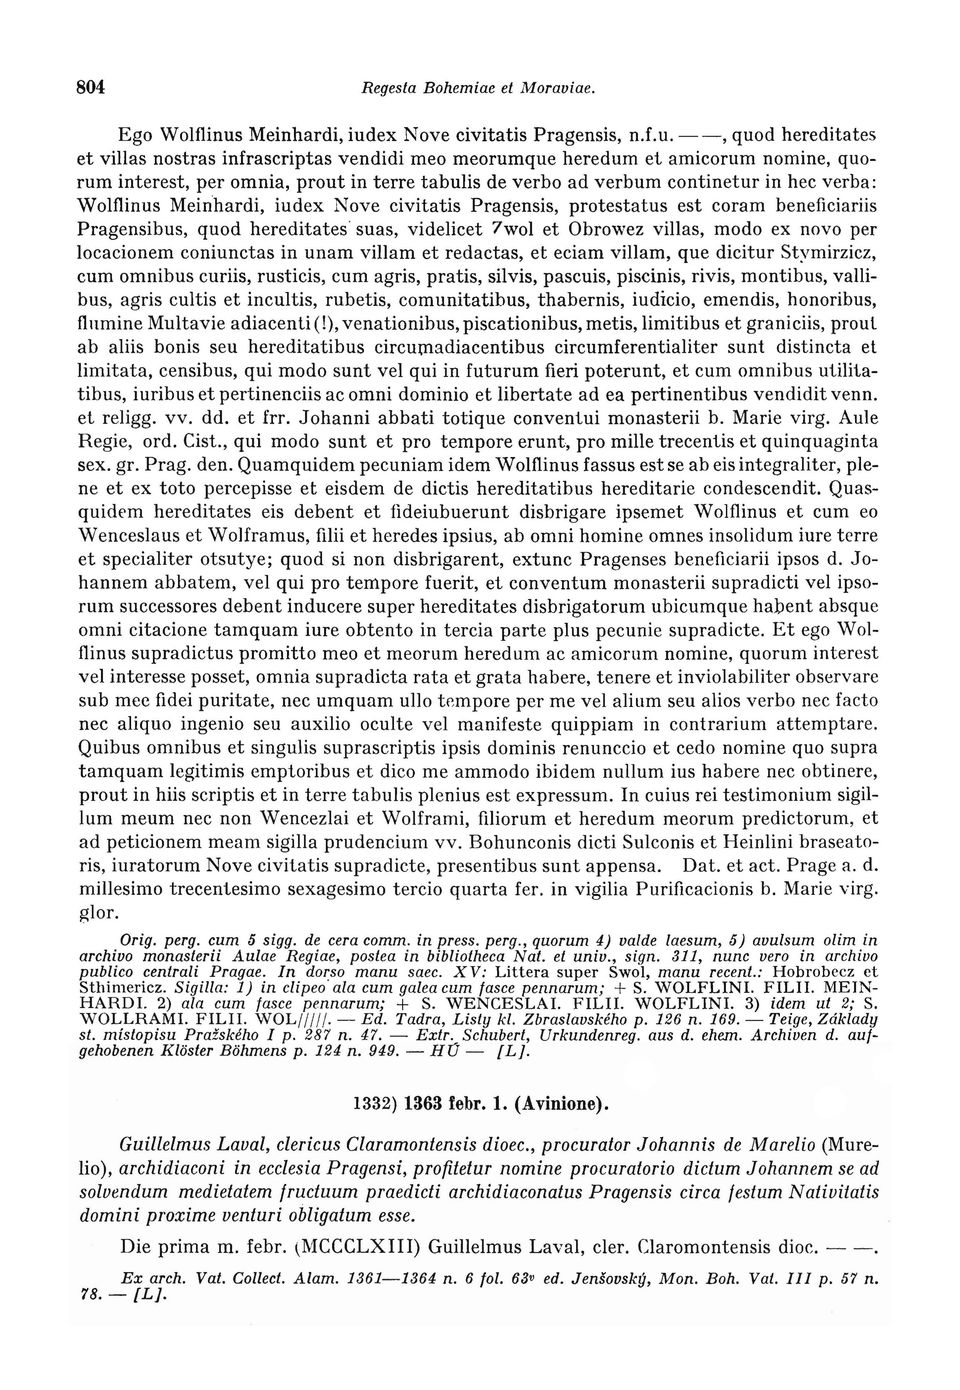 804 Regesta Bohemiae et Moraviae.
Ego Wolflinus Meinhardi, iudex Nove civitatis Pragensis, n.f.u. — —, quod hereditates
et villas nostras infrascriptas vendidi meo meorumque heredum et amicorum nomine, quo-
rum interest, per omnia, prout in terre tabulis de verbo ad verbum continetur in hec verba:
Wolflinus Meinhardi, iudex Nove civitatis Pragensis, protestatus est coram beneficiariis
Pragensibus, quod hereditates suas, videlicet 7wol et Obrowez villas, modo ex novo per
locacionem coniunctas in unam villam et redactas, et eciam villam, que dicitur Stymirzicz,
cum omnibus curiis, rusticis, cum agris, pratis, silvis, pascuis, piscinis, rivis, montibus, valli-
bus, agris cultis et incultis, rubetis, comunitatibus, thabernis, iudicio, emendis, honoribus,
flumine Multavie adiacenti (!), venationibus, piscationibus, metis, limitibus et graniciis, prout
ab aliis bonis seu hereditatibus circumadiacentibus circumferentialiter sunt distincta et
limitata, censibus, qui modo sunt vel qui in futurum fieri poterunt, et cum omnibus utilita-
tibus, iuribus et pertinenciis ac omni dominio et libertate ad ea pertinentibus vendidit venn.
et religg. vv. dd. et frr. Johanni abbati totique conventui monasterii b. Marie virg. Aule
Regie, ord. Cist., qui modo sunt et pro tempore erunt, pro mille trecentis et quinquaginta
sex. gr. Prag. den. Quamquidem pecuniam idem Wolflinus fassus est se ab eis integraliter, ple-
ne et ex toto percepisse et eisdem de dictis hereditatibus hereditarie condescendit. Quas-
quidem hereditates eis debent et fideiubuerunt disbrigare ipsemet Wolflinus et cum eo
Wenceslaus et Wolframus, filii et heredes ipsius, ab omni homine omnes insolidum iure terre
et specialiter otsutye; quod si non disbrigarent, extunc Pragenses beneficiarii ipsos d. Jo-
hannem abbatem, vel qui pro tempore fuerit, et conventum monasterii supradicti vel ipso-
rum successores debent inducere super hereditates disbrigatorum ubicumque habent absque
omni citacione tamquam iure obtento in tercia parte plus pecunie supradicte. Et ego Wol-
flinus supradictus promitto meo et meorum heredum ac amicorum nomine, quorum interest
vel interesse posset, omnia supradicta rata et grata habere, tenere et inviolabiliter observare
sub mee fidei puritate, nec umquam ullo tempore per me vel alium seu alios verbo nec facto
nec aliquo ingenio seu auxilio oculte vel manifeste quippiam in contrarium attemptare.
Quibus omnibus et singulis suprascriptis ipsis dominis renunccio et cedo nomine quo supra
tamquam legitimis emptoribus et dico me ammodo ibidem nullum ius habere nec obtinere,
prout in hiis scriptis et in terre tabulis plenius est expressum. In cuius rei testimonium sigil-
lum meum nec non Wencezlai et Wolframi, filiorum et heredum meorum predictorum, et
ad peticionem meam sigilla prudencium vv. Bohunconis dicti Sulconis et Heinlini braseato-
ris, iuratorum Nove civitatis supradicte, presentibus sunt appensa. Dat. et act. Prage a. d.
millesimo trecentesimo sexagesimo tercio quarta fer. in vigilia Purificacionis b. Marie virg.
glor.
Orig. perg. cum 5 sigg. de cera comm. in press. perg., quorum 4) valde laesum, 5) avulsum olim in
archivo monasterii Aulae Regiae, postea in bibliotheca Nat. et univ., sign. 311, nunc vero in archivo
publico centrali Pragae. In dorso manu saec. XV: Littera super Swol, manu recent.: Hobrobecz et
Sthimericz. Sigilla: 1) in clipeo ala cum galea cum fasce pennarum; + S. WOLFLINI. FILII. MEIN-
HARDI. 2) ala cum fasce pennarum; + S. WENCESLAI. FILII. WOLFLINI. 3) idem ut 2; S.
WOLLRAMI. FILII. WOL/////. — Ed. Tadra, Listy kl. Zbraslavského p. 126 n. 169. — Teige, Základy
st. místopisu Pražského I p. 287 n. 47. — Extr. Schubert, Urkundenreg. aus d. ehem. Archiven d. auf-
gehobenen Klöster Böhmens p. 124 n. 949. — HÚ — [L].
1332) 1363 febr. 1. (Avinione).
Guillelmus Laval, clericus Claramontensis dioec., procurator Johannis de Marelio (Mure-
lio), archidiaconi in ecclesia Pragensi, profitetur nomine procuratorio dictum Johannem se ad
solvendum medietatem fructuum praedicti archidiaconatus Pragensis circa festum Nativitatis
domini proxime venturi obligatum esse.
Die prima m. febr. (MCCCLXIII) Guillelmus Laval, cler. Claromontensis dioc. — —.
Ex arch. Vat. Collect. Alam. 1361—1364 n. 6 fol. 63v ed. Jenšovský, Mon. Boh. Vat. III p. 57 n.
78. — [L].